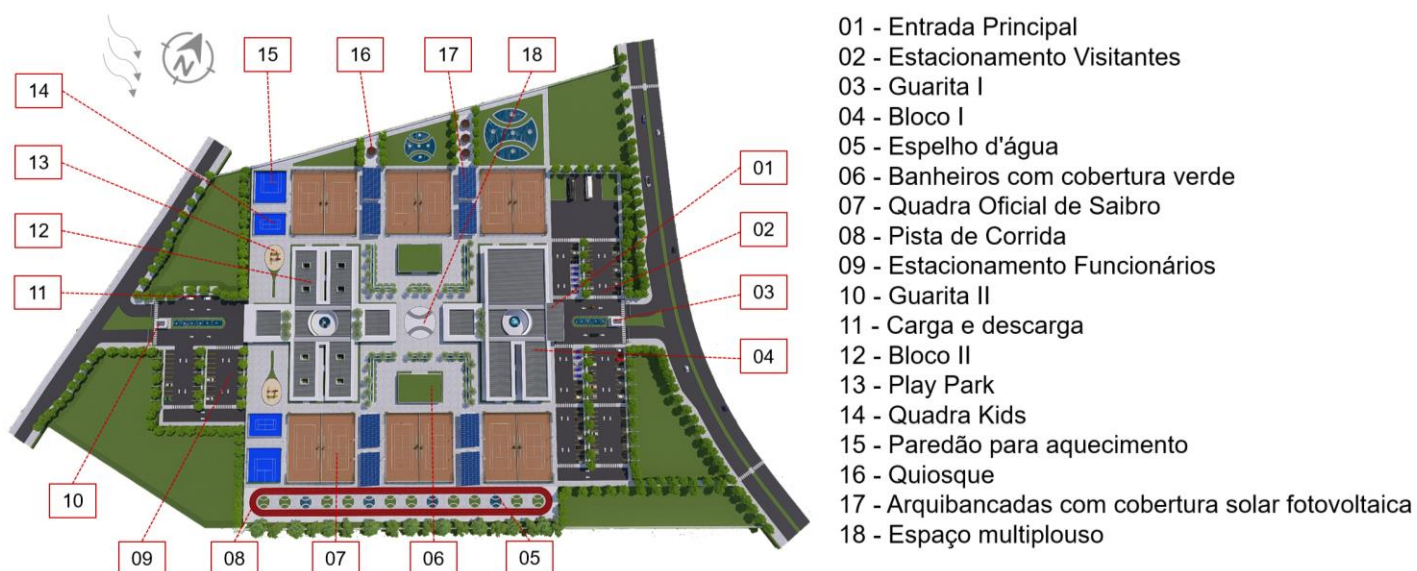 N
15
16
17
18
14
13
12
11
10
09
08
07
06
05
01
02
03
04
01 - Entrada Principal
02 - Estacionamento Visitantes
03 - Guarita I
04 - Bloco I
05 - Espelho d'água
06 - Banheiros com cobertura verde
07 - Quadra Oficial de Saibro
08 - Pista de Corrida
09 - Estacionamento Funcionários
10 - Guarita II
11 - Carga e descarga
12 - Bloco II
13 - Play Park
14 - Quadra Kids
15 - Paredão para aquecimento
16 - Quiosque
17 - Arquibancadas com cobertura solar fotovoltaica
18 - Espaço multiplouso